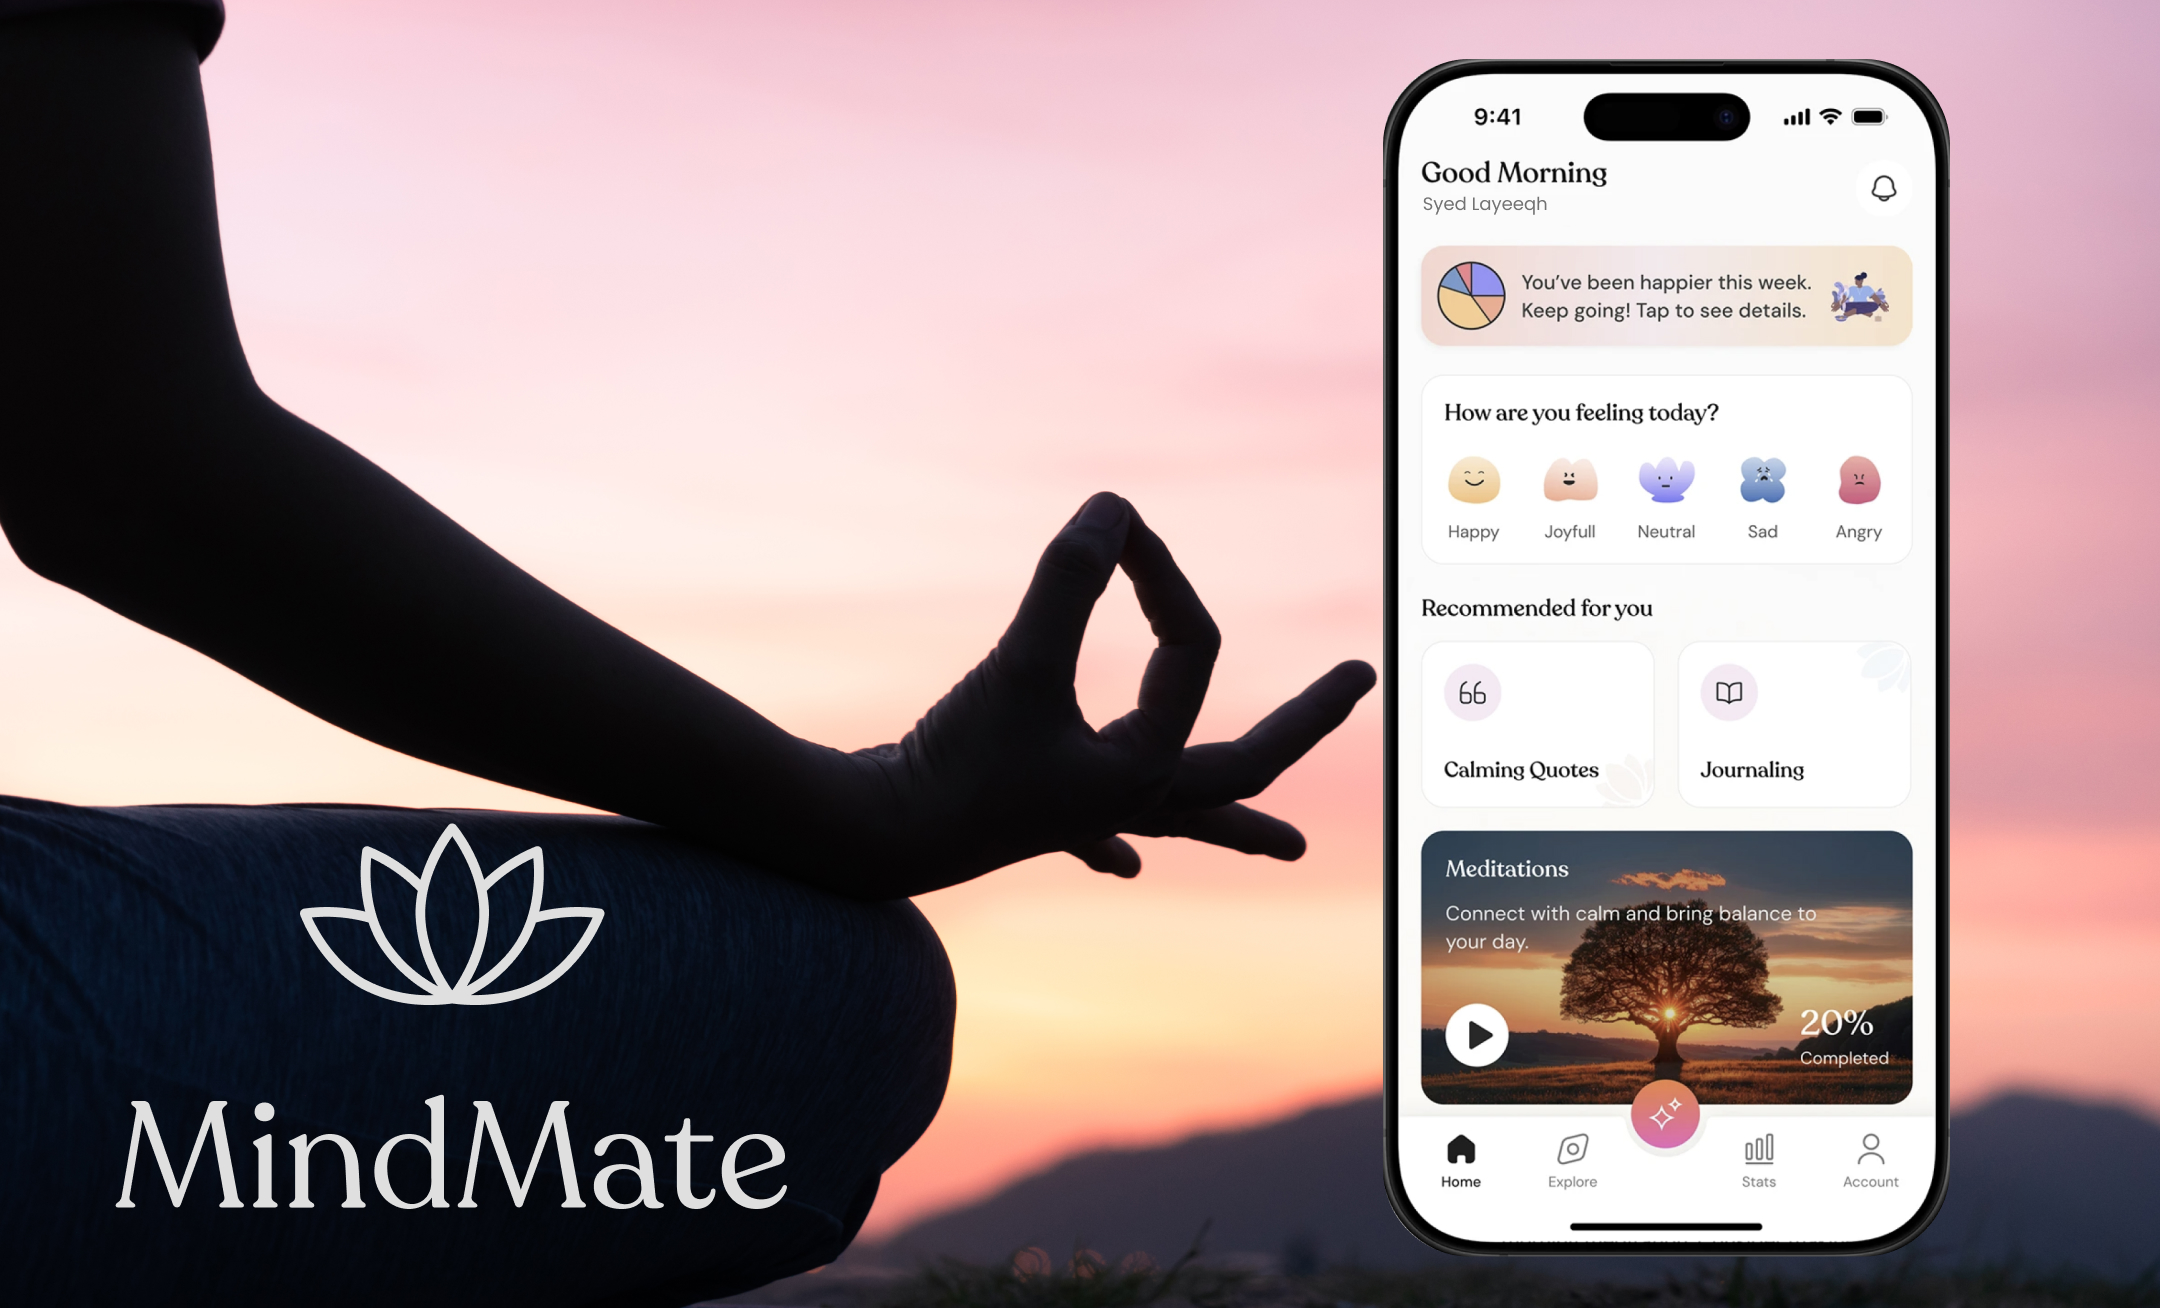 MindMate
9:41
Good Morning
Syed Layeeqh
You've been happier this week.
Keep going! Tap to see details.
How are you feeling today?
Happy
Joyfull
Neutral
Sad
Angry
Recommended for you
Calming Quotes
Journaling
Meditations
Connect with calm and bring balance to
your day.
20%
Completed
Home
Explore
Stats
Account